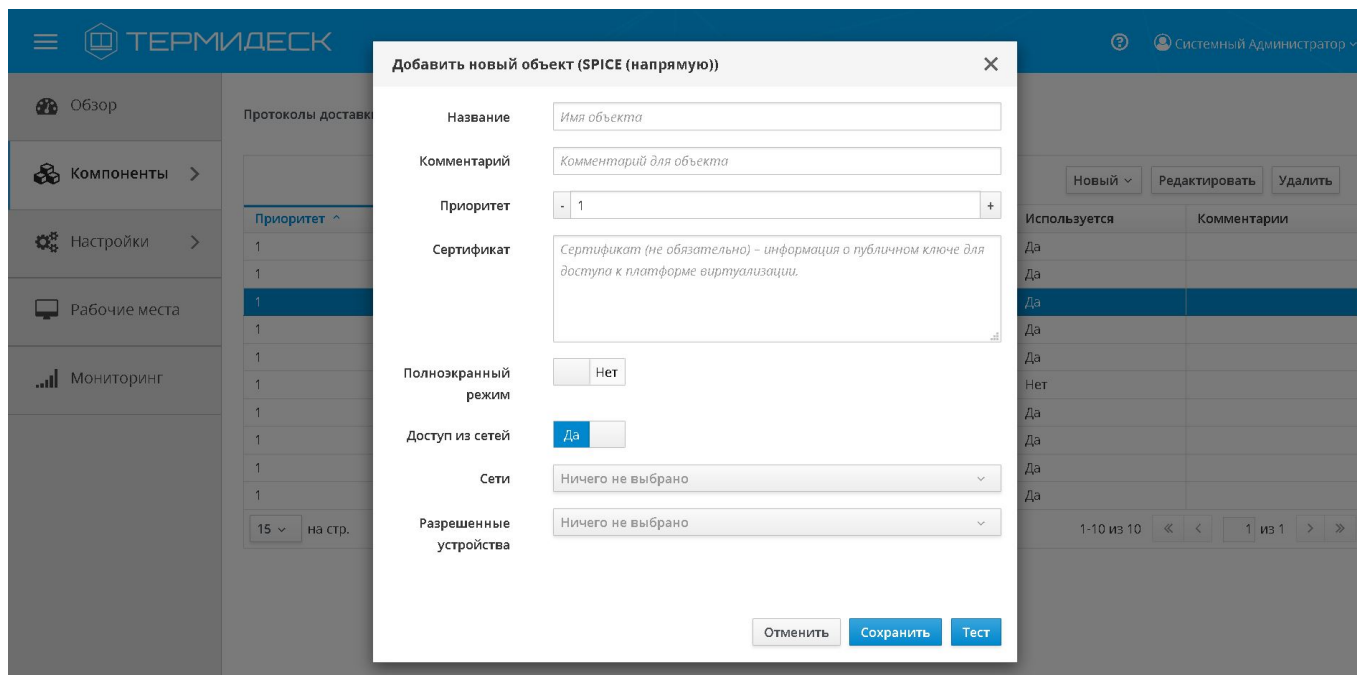 ТЕРМИДЕСК
Системный Администратор
Добавить новый объект (SPICE (напрямую))
Обзор
Компоненты
Настройки
Рабочие места
Мониторинг
Протоколы доставк
Новый Редактировать Удалить
Приоритет Используется Комментарии
1 Да
1 Да
1 Да
1 Да
1 Да
1 Нет
1 Да
1 Да
1 Да
1 Да
15 на стр. 1-10 из 10 « < 1 из 1 > »
Название Имя объекта
Комментарий Комментарий для объекта
Приоритет - 1 +
Сертификат Сертификат (не обязательно) – информация о публичном ключе для
доступа к платформе виртуализации.
Полноэкранный Нет
режим
Доступ из сетей Да
Сети Ничего не выбрано
Разрешенные Ничего не выбрано
устройства
Отменить Сохранить Тест